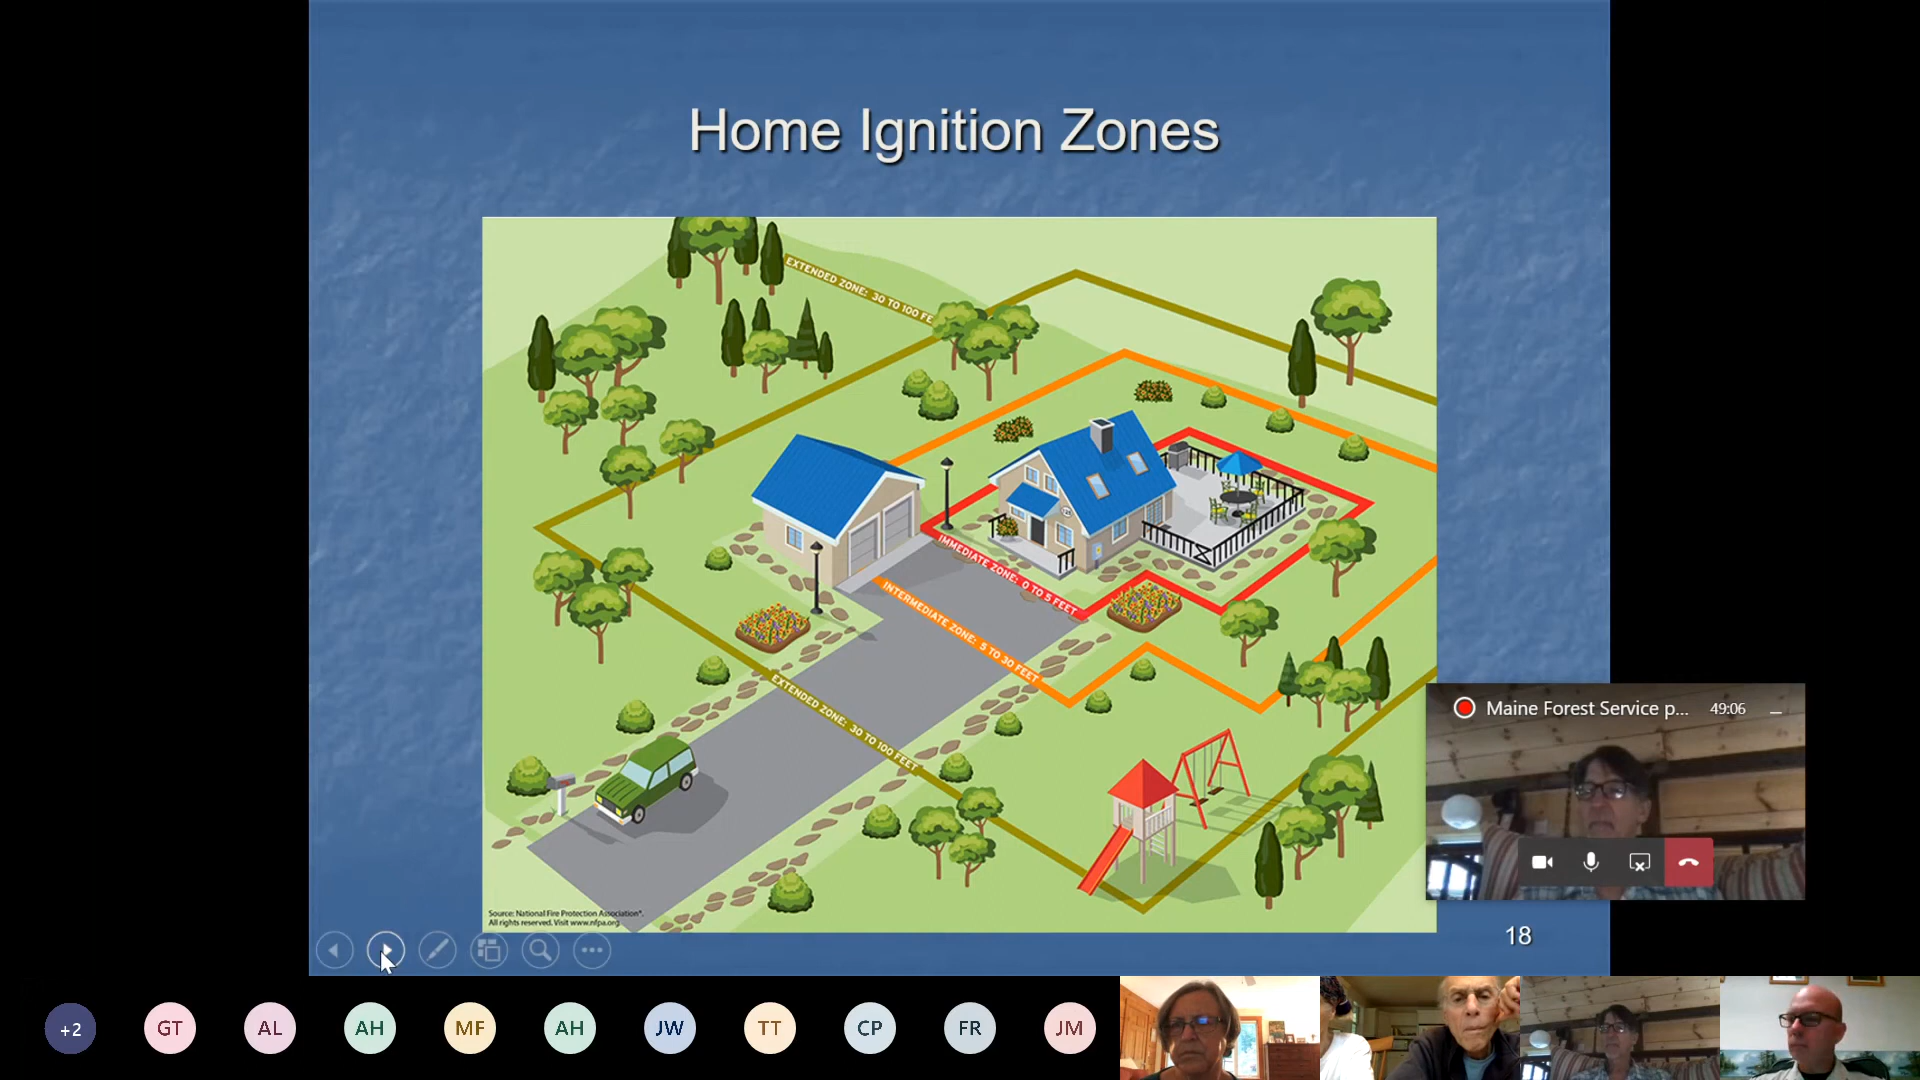 Home Ignition Zones
EXTENDED ZONE: 30 TO 100 FE
IMMEDIATE ZONE: 0 TO 5 FEET
INTERMEDIATE ZONE: 5 TO 30 FEET
EXTENDED ZONE: 30 TO 100 FEET
Source: National Fire Protection Association®.
All rights reserved. Visit www.nfpa.org
Maine Forest Service p... 49:06
18
+2 GT AL AH MF AH JW TT CP FR JM